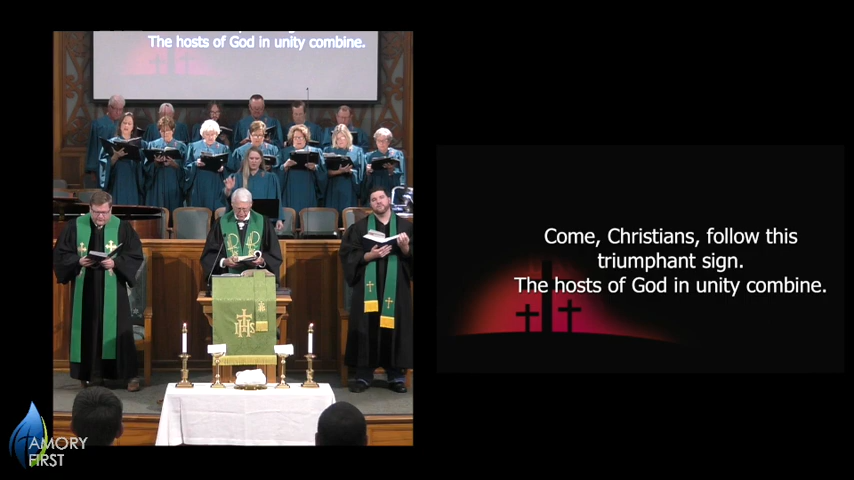 The hosts of God in unity combine.
IHS
Come, Christians, follow this
triumphant sign.
The hosts of God in unity combine.
AMORY
FIRST